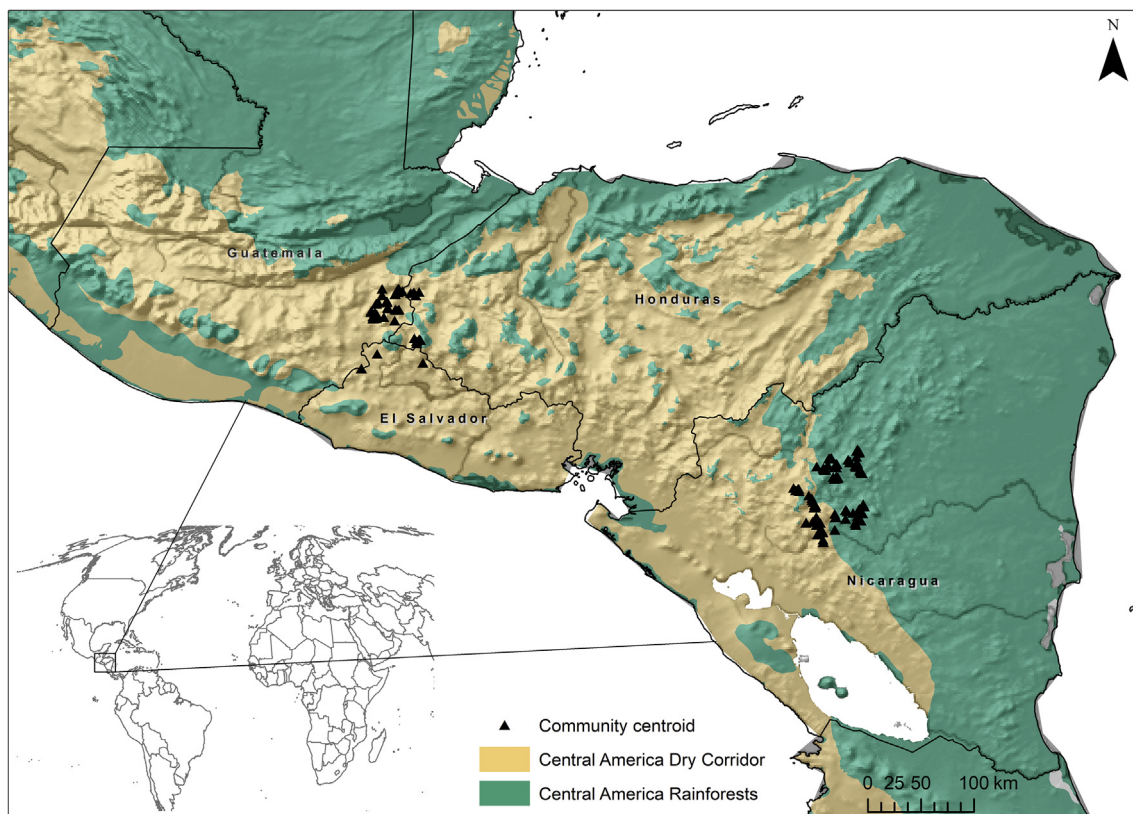 N
Guatemala
Honduras
El Salvador
Nicaragua
Community centroid
Central America Dry Corridor
Central America Rainforests
0 25 50 100 km